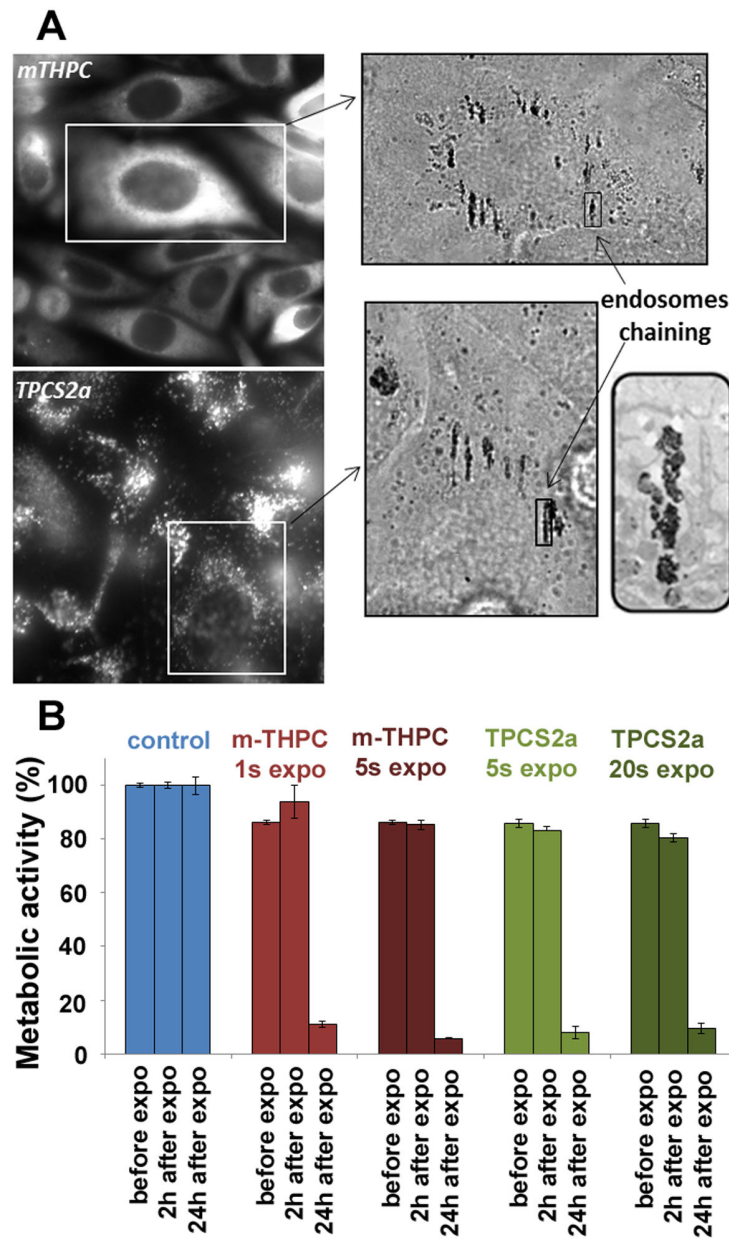 A
mTHPC
endosomes
chaining
TPCS2a
B
control
m-THPC
1s expo
m-THPC
5s expo
TPCS2a
5s expo
TPCS2a
20s expo
Metabolic activity (%)
100
80
60
40
20
0
before expo
2h after expo
24h after expo
before expo
2h after expo
24h after expo
before expo
2h after expo
24h after expo
before expo
2h after expo
24h after expo
before expo
2h after expo
24h after expo